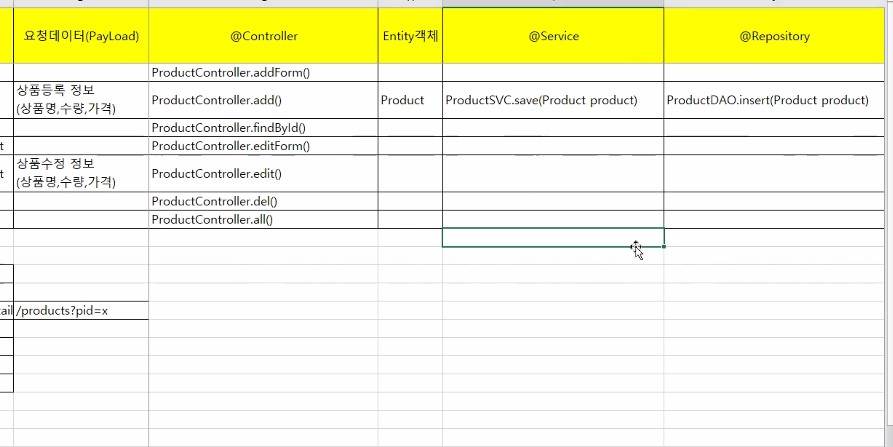 요청데이터(PayLoad) @Controller Entity객체 @Service @Repository
ProductController.addForm()
상품등록 정보
(상품명,수량,가격) ProductController.add() Product ProductSVC.save(Product product) ProductDAO.insert(Product product)
ProductController.findById()
t ProductController.editForm()
상품수정 정보
t (상품명,수량,가격) ProductController.edit()
ProductController.del()
ProductController.all()
ail /products?pid=x